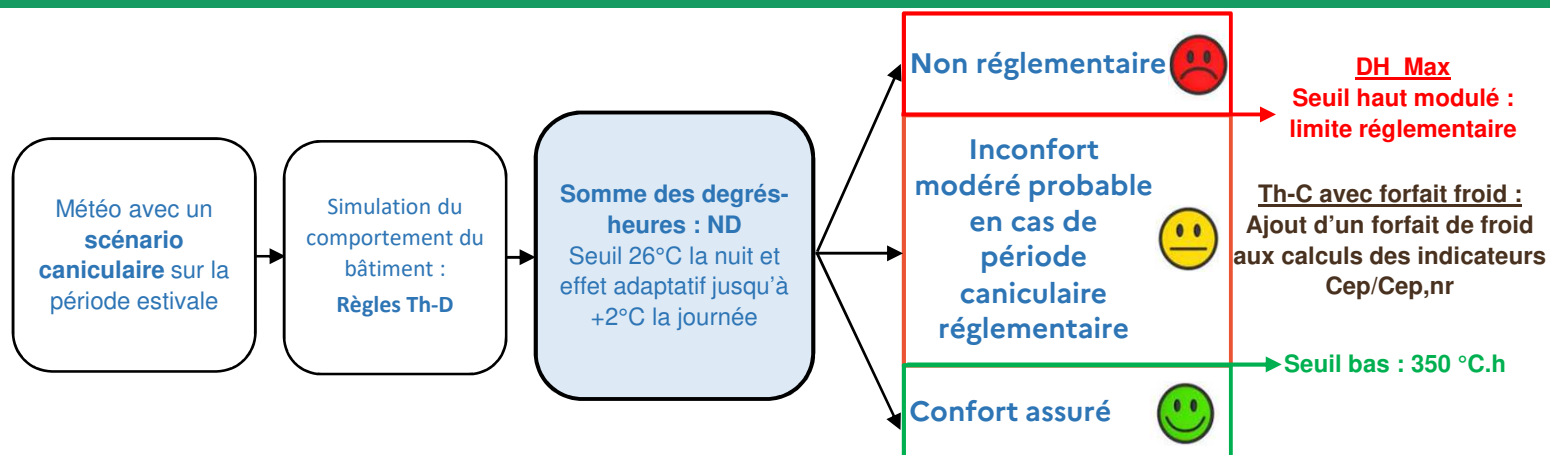 Météo avec un
scénario
caniculaire sur la
période estivale
Simulation du
comportement du
bâtiment :
Règles Th-D
Somme des degrés-
heures : ND
Seuil 26°C la nuit et
effet adaptatif jusqu'à
+2°C la journée
Non réglementaire
Inconfort
modéré probable
en cas de
période
caniculaire
réglementaire
Confort assuré
DH_Max
Seuil haut modulé :
limite réglementaire
Th-C avec forfait froid :
Ajout d'un forfait de froid
aux calculs des indicateurs
Cep/Cep,nr
Seuil bas : 350 °C.h